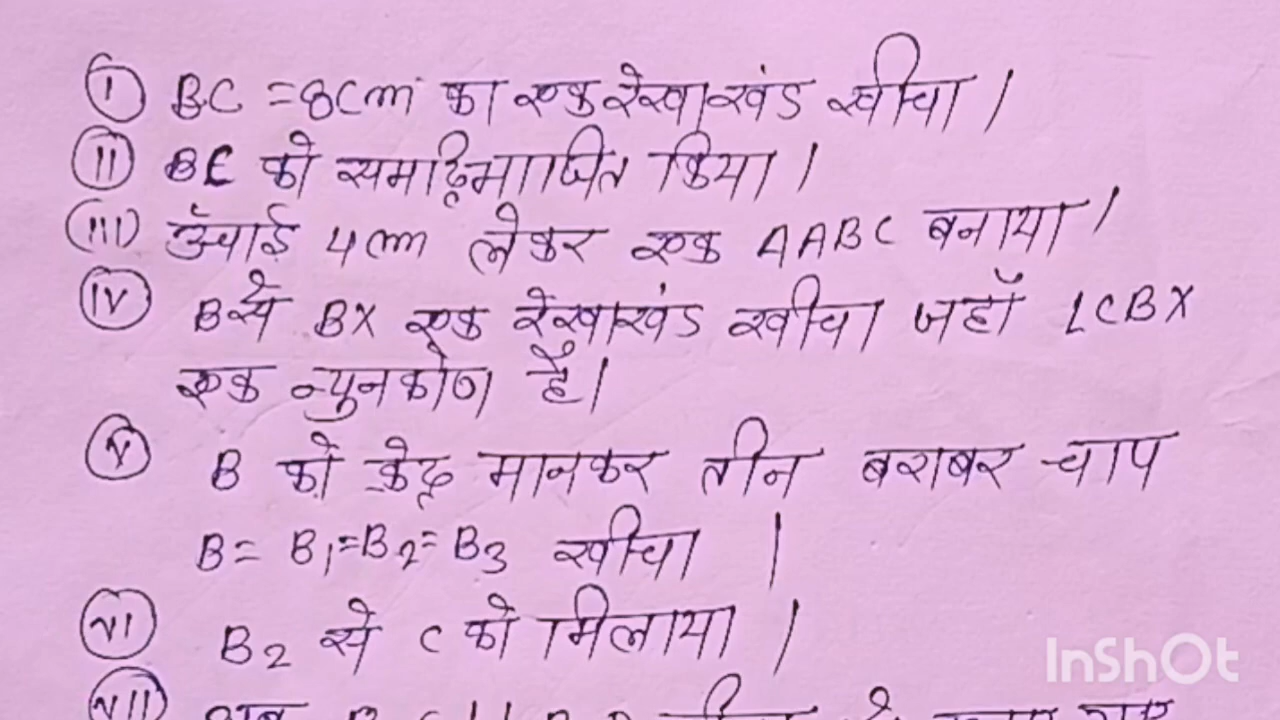 (i) BC = 8cm का एक रेखाखंड खीचा ।
(ii) BC को समद्विभाजित किया ।
(iii) ऊँचाई 4cm लेकर एक ΔABC बनाया ।
(iv) B से BX एक रेखाखंड खीचा जहाँ ∠CBX
एक न्युनकोण है।
(v) B को केंद्र मानकर तीन बराबर चाप
B = B₁=B₂= B₃ खीचा ।
(vi) B₂ से C को मिलाया ।
(vii)
InShOt